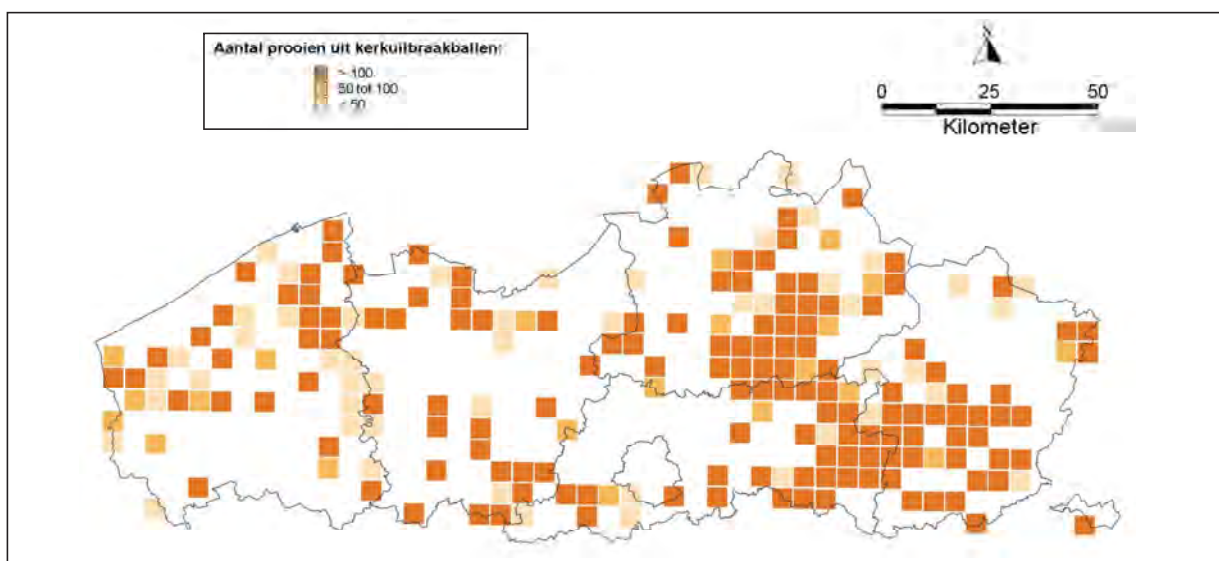 Aantal prooien uit kerkuilbraakballen:
> 100
50 tot 100
< 50
N
0 25 50
Kilometer